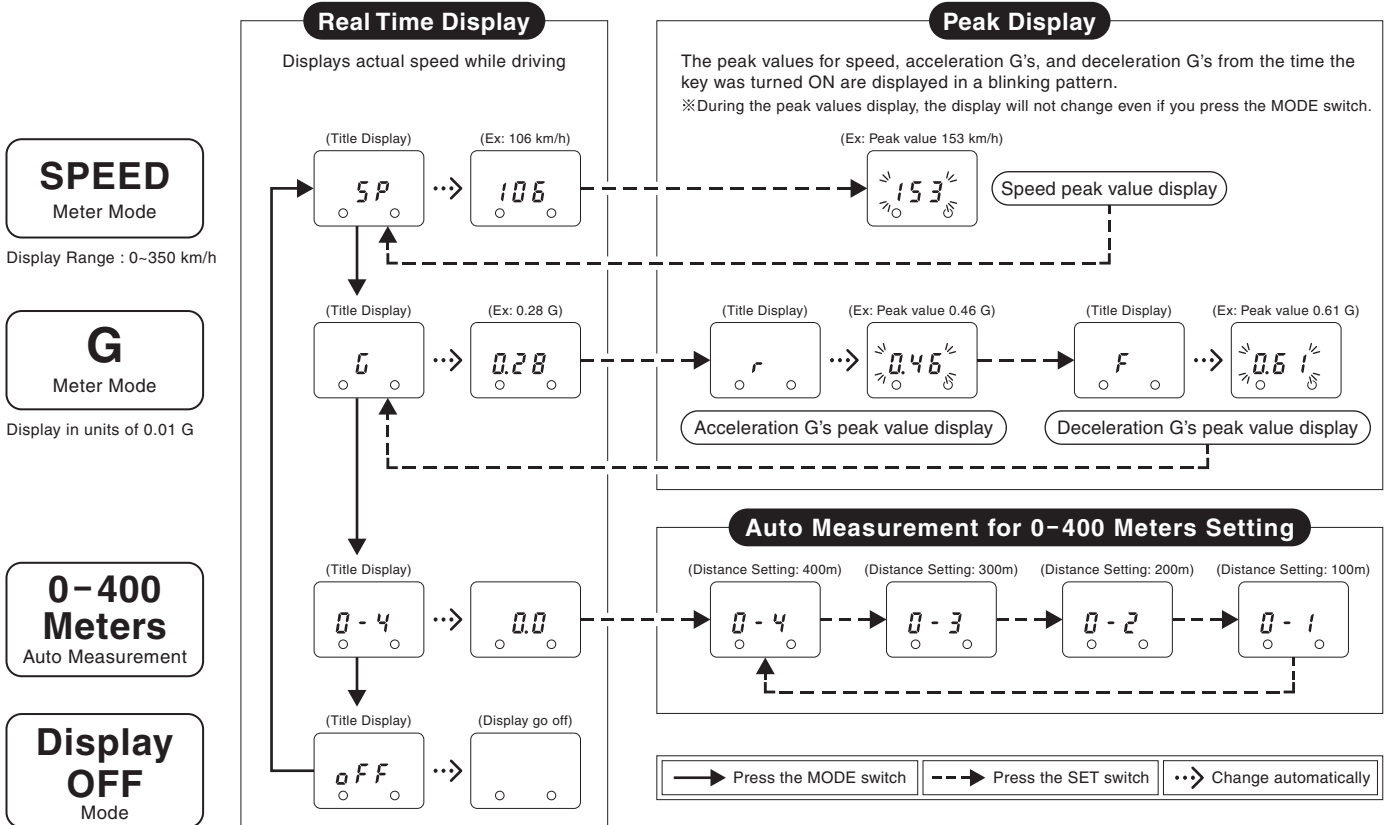 Real Time Display
Displays actual speed while driving
Peak Display
The peak values for speed, acceleration G's, and deceleration G's from the time the
key was turned ON are displayed in a blinking pattern.
※During the peak values display, the display will not change even if you press the MODE switch.
SPEED
Meter Mode
Display Range : 0~350 km/h
(Title Display)
SP
(Ex: 106 km/h)
106
(Ex: Peak value 153 km/h)
153
Speed peak value display
G
Meter Mode
Display in units of 0.01 G
(Title Display)
G
(Ex: 0.28 G)
0.28
(Title Display)
r
(Ex: Peak value 0.46 G)
0.46
(Title Display)
F
(Ex: Peak value 0.61 G)
0.61
Acceleration G's peak value display
Deceleration G's peak value display
0-400
Meters
Auto Measurement
(Title Display)
0-4
0.0
Auto Measurement for 0-400 Meters Setting
(Distance Setting: 400m)
0-4
(Distance Setting: 300m)
0-3
(Distance Setting: 200m)
0-2
(Distance Setting: 100m)
0-1
Display
OFF
Mode
(Title Display)
oFF
(Display go off)
Press the MODE switch
Press the SET switch
Change automatically